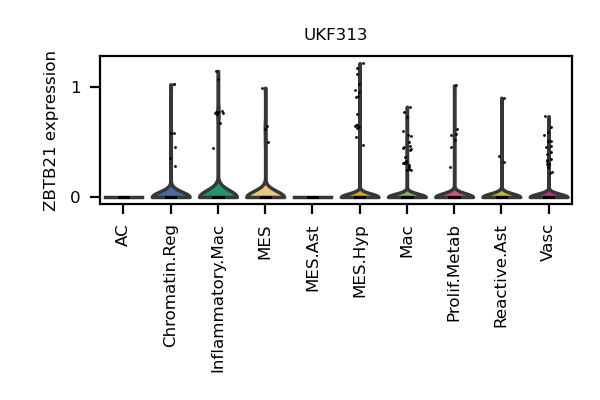 UKF313
ZBTB21 expression
1
0
AC
Chromatin.Reg
Inflammatory.Mac
MES
MES.Ast
MES.Hyp
Mac
Prolif.Metab
Reactive.Ast
Vasc